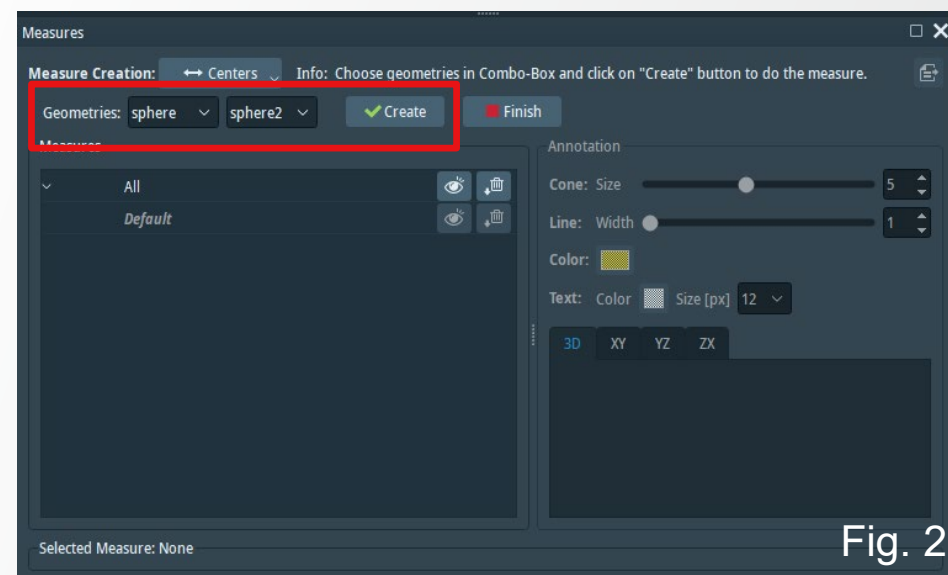 Measures
Measure Creation: Centers Info: Choose geometries in Combo-Box and click on "Create" button to do the measure.
Geometries: sphere sphere2 Create Finish
Measures Annotation
All Cone: Size 5
Default Line: Width 1
Color:
Text: Color Size [px] 12
3D XY YZ ZX
Selected Measure: None
Fig. 2